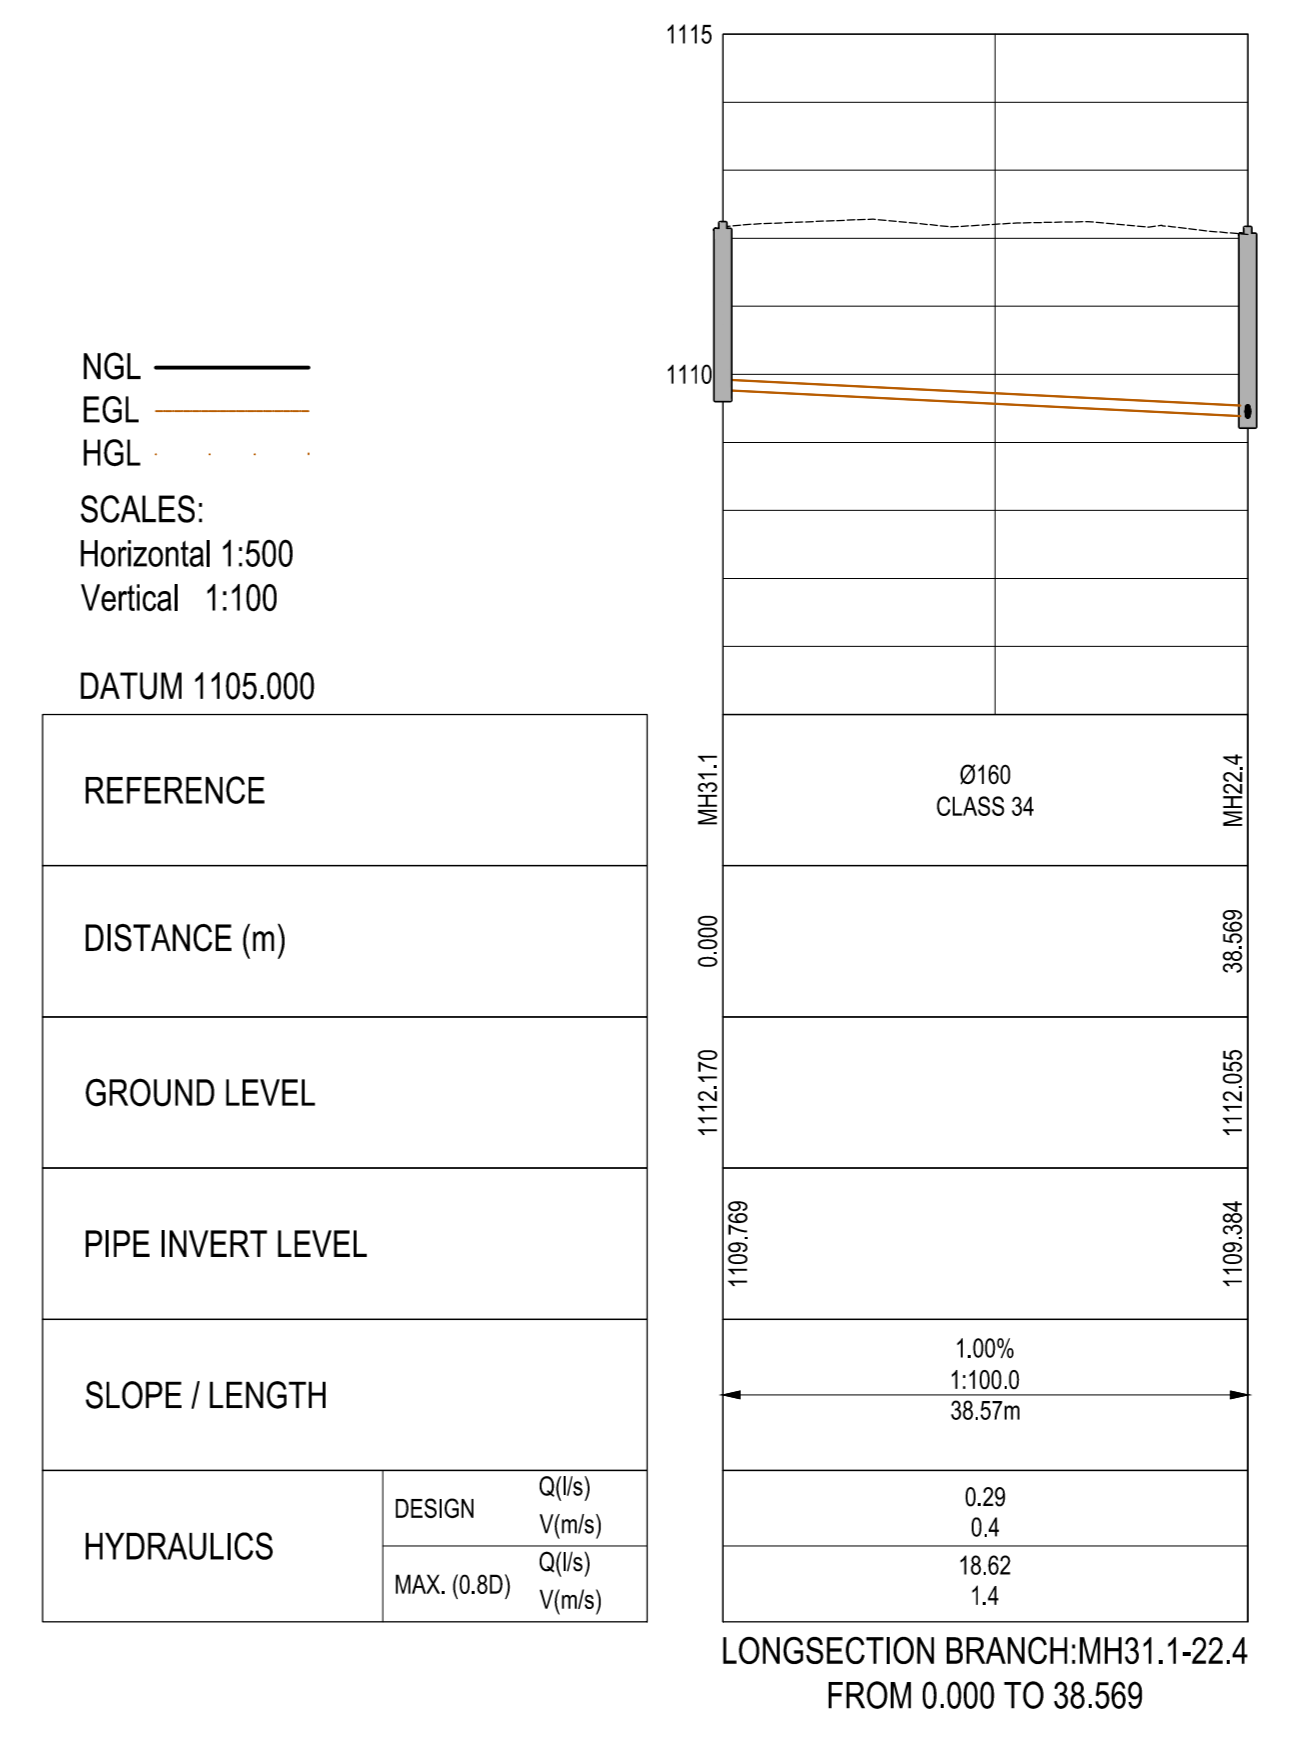 1115
1110
NGL
EGL
HGL
SCALES:
Horizontal 1:500
Vertical 1:100
DATUM 1105.000
REFERENCE
MH31.1
Ø160
CLASS 34
MH22.4
DISTANCE (m)
0.000
38.569
GROUND LEVEL
1112.170
1112.055
PIPE INVERT LEVEL
1109.769
1109.384
SLOPE / LENGTH
1.00%
1:100.0
38.57m
HYDRAULICS
DESIGN
Q(l/s)
V(m/s)
0.29
0.4
MAX. (0.8D)
Q(l/s)
V(m/s)
18.62
1.4
LONGSECTION BRANCH:MH31.1-22.4
FROM 0.000 TO 38.569